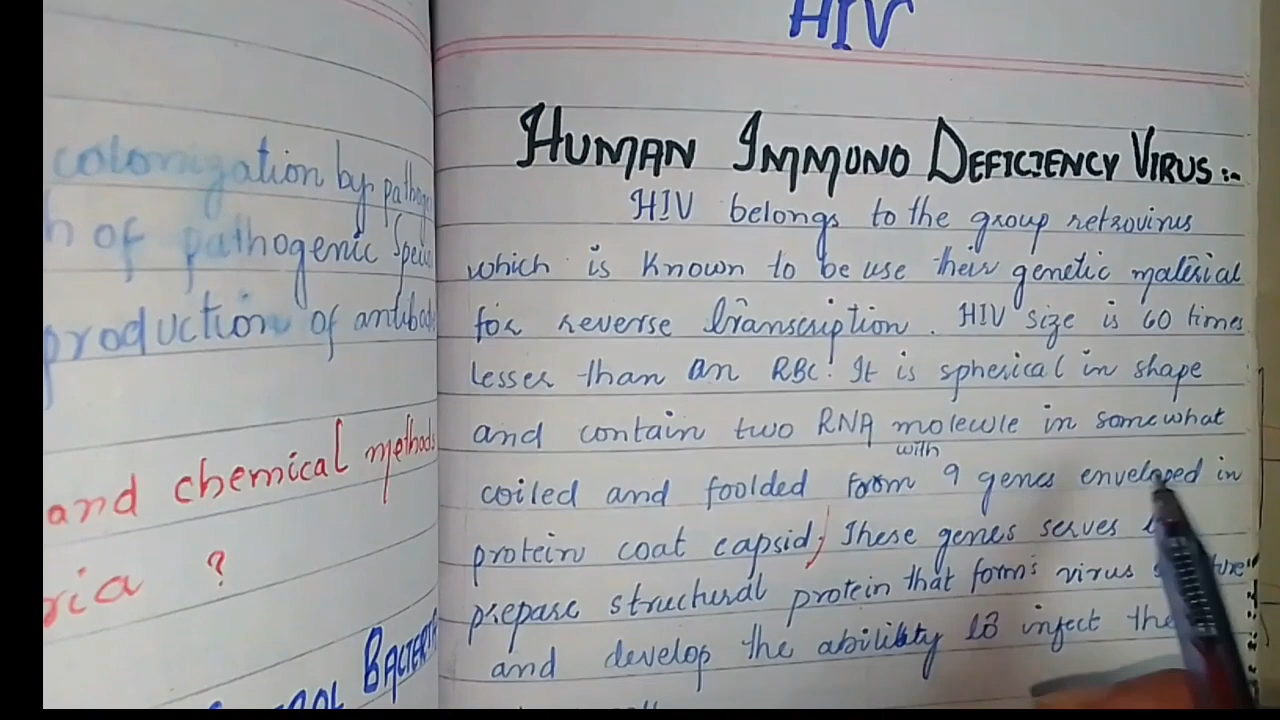 colonization by
h of pathogenic
production of
and chemical methods
ria ?
BACTERIA
HIV
HUMAN IMMUNO DEFICIENCY VIRUS :-
HIV belongs to the group retrovirus
which is known to be use their genetic material
for reverse transcription. HIV size is 60 times
lesser than an RBC. It is spherical in shape
and contain two RNA molecule in somewhat
with
coiled and foolded form 9 genes enveloped in
protein coat capsid, These genes serves
prepare structural protein that form's virus
and develop the ability to infect the